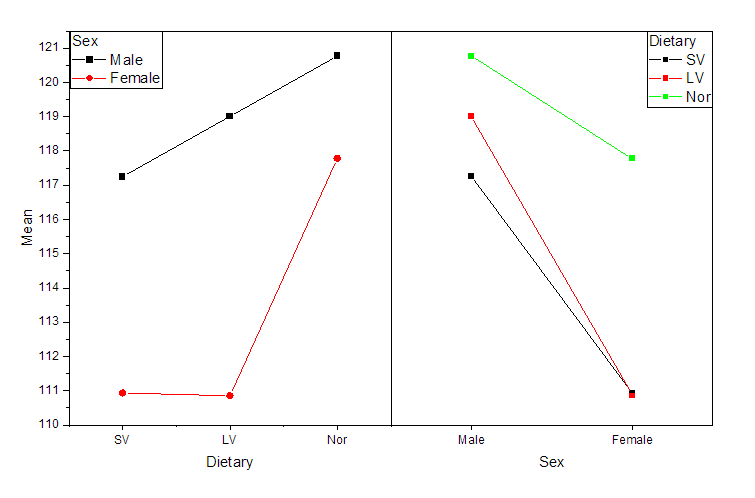 Sex
Male
Female
Dietary
SV
LV
Nor
121
120
119
118
117
116
115
114
113
112
111
110
Mean
SV LV Nor Male Female
Dietary Sex